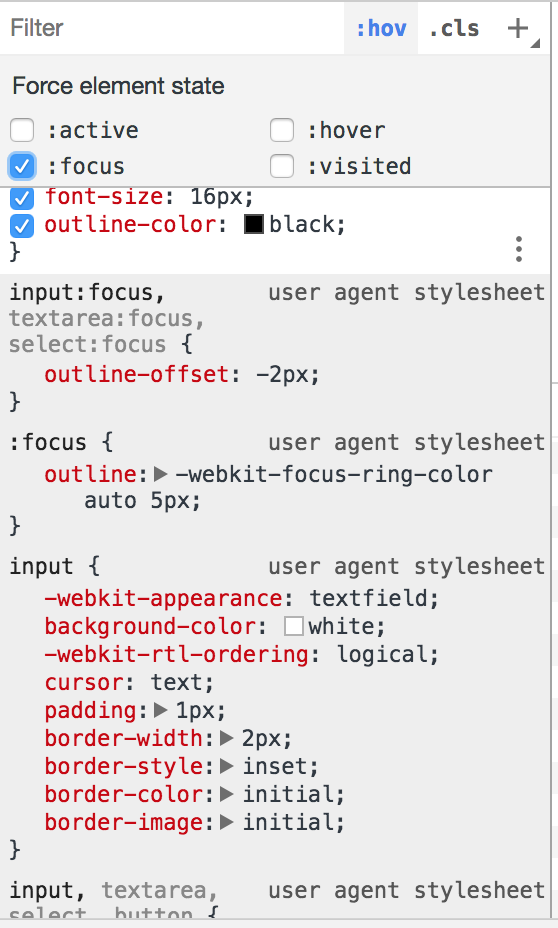 Filter :hov .cls +
Force element state
:active :hover
:focus :visited
font-size: 16px;
outline-color: black;
}
input:focus, user agent stylesheet
textarea:focus,
select:focus {
outline-offset: -2px;
}
:focus { user agent stylesheet
outline: -webkit-focus-ring-color
auto 5px;
}
input { user agent stylesheet
-webkit-appearance: textfield;
background-color: white;
-webkit-rtl-ordering: logical;
cursor: text;
padding: 1px;
border-width: 2px;
border-style: inset;
border-color: initial;
border-image: initial;
}
input, textarea, user agent stylesheet
select, button {